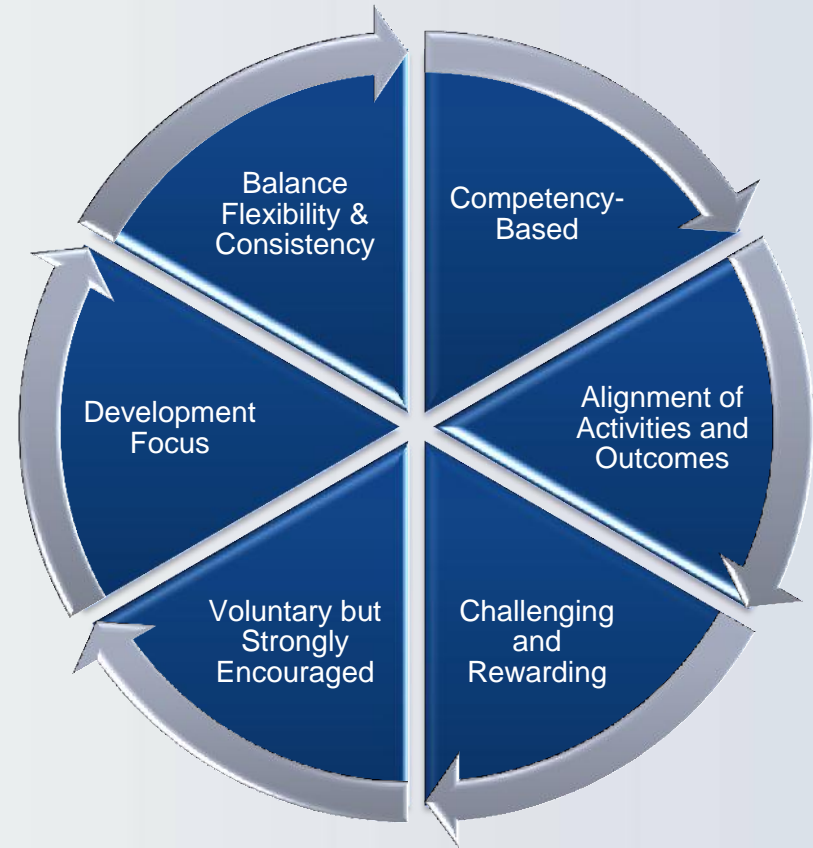 Balance
Flexibility &
Consistency
Competency-
Based
Alignment of
Activities and
Outcomes
Challenging
and
Rewarding
Voluntary but
Strongly
Encouraged
Development
Focus